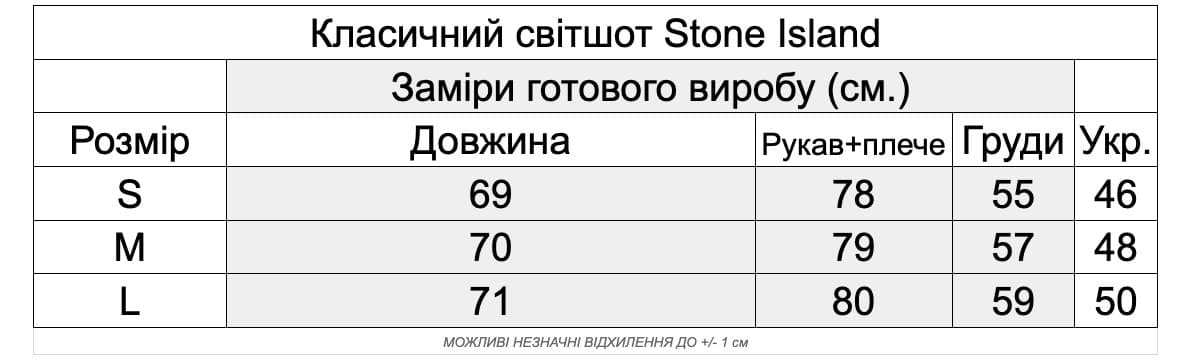 Класичний світшот Stone Island
Заміри готового виробу (см.)
Розмір Довжина Рукав+плече Груди Укр.
S 69 78 55 46
M 70 79 57 48
L 71 80 59 50
МОЖЛИВІ НЕЗНАЧНІ ВІДХИЛЕННЯ ДО +/- 1 см